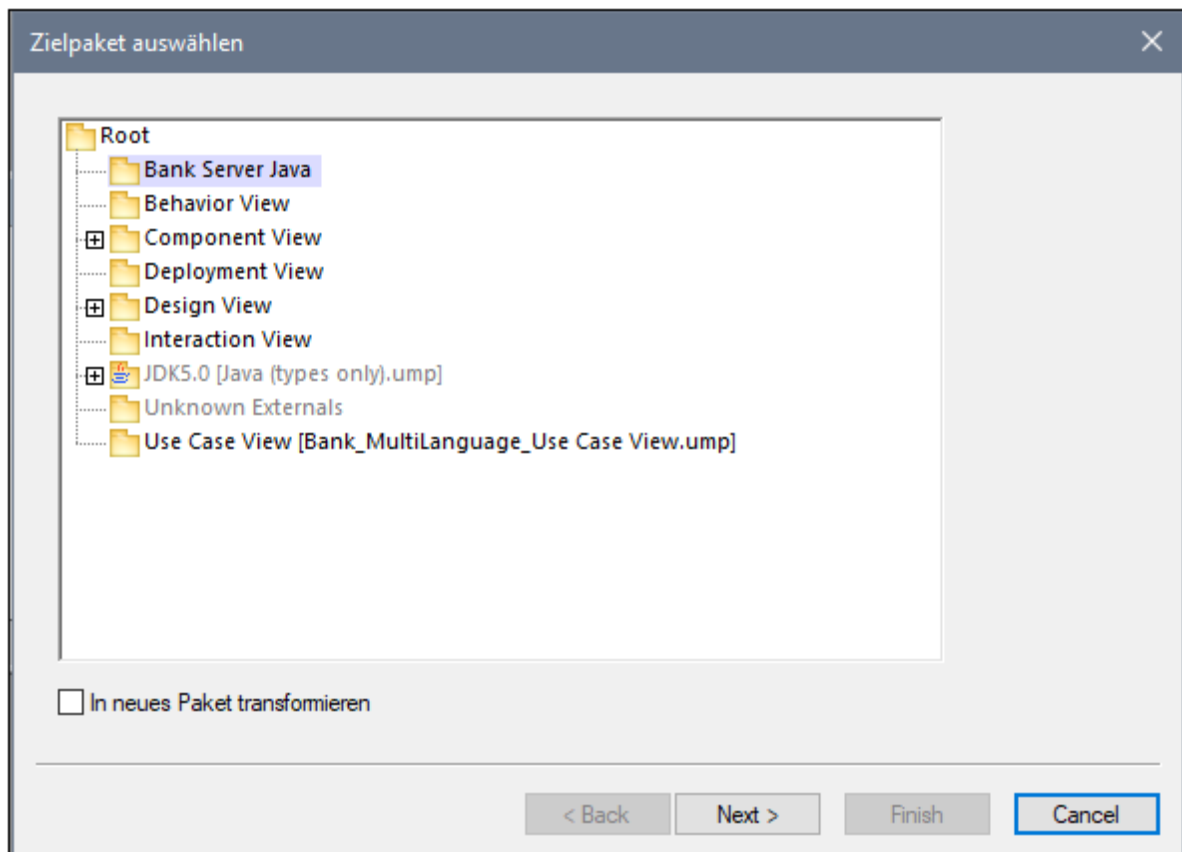 Zielpaket auswählen
Root
Bank Server Java
Behavior View
Component View
Deployment View
Design View
Interaction View
JDK5.0 [Java (types only).ump]
Unknown Externals
Use Case View [Bank_MultiLanguage_Use Case View.ump]
In neues Paket transformieren
< Back Next > Finish Cancel